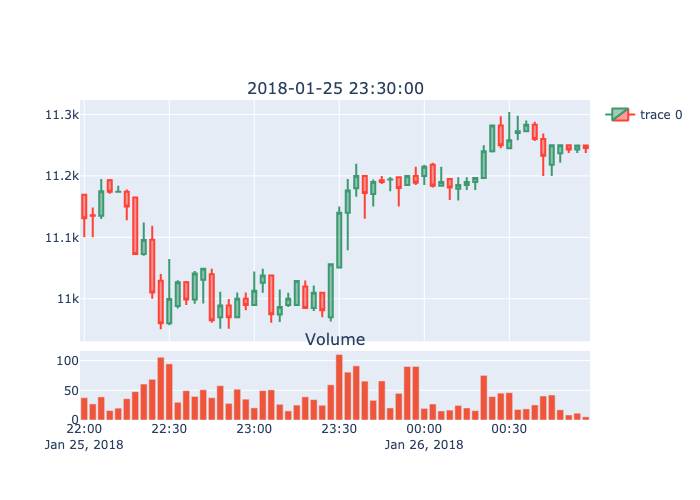 2018-01-25 23:30:00
trace 0
11.3k
11.2k
11.1k
11k
Volume
100
50
0
22:00 22:30 23:00 23:30 00:00 00:30
Jan 25, 2018 Jan 26, 2018